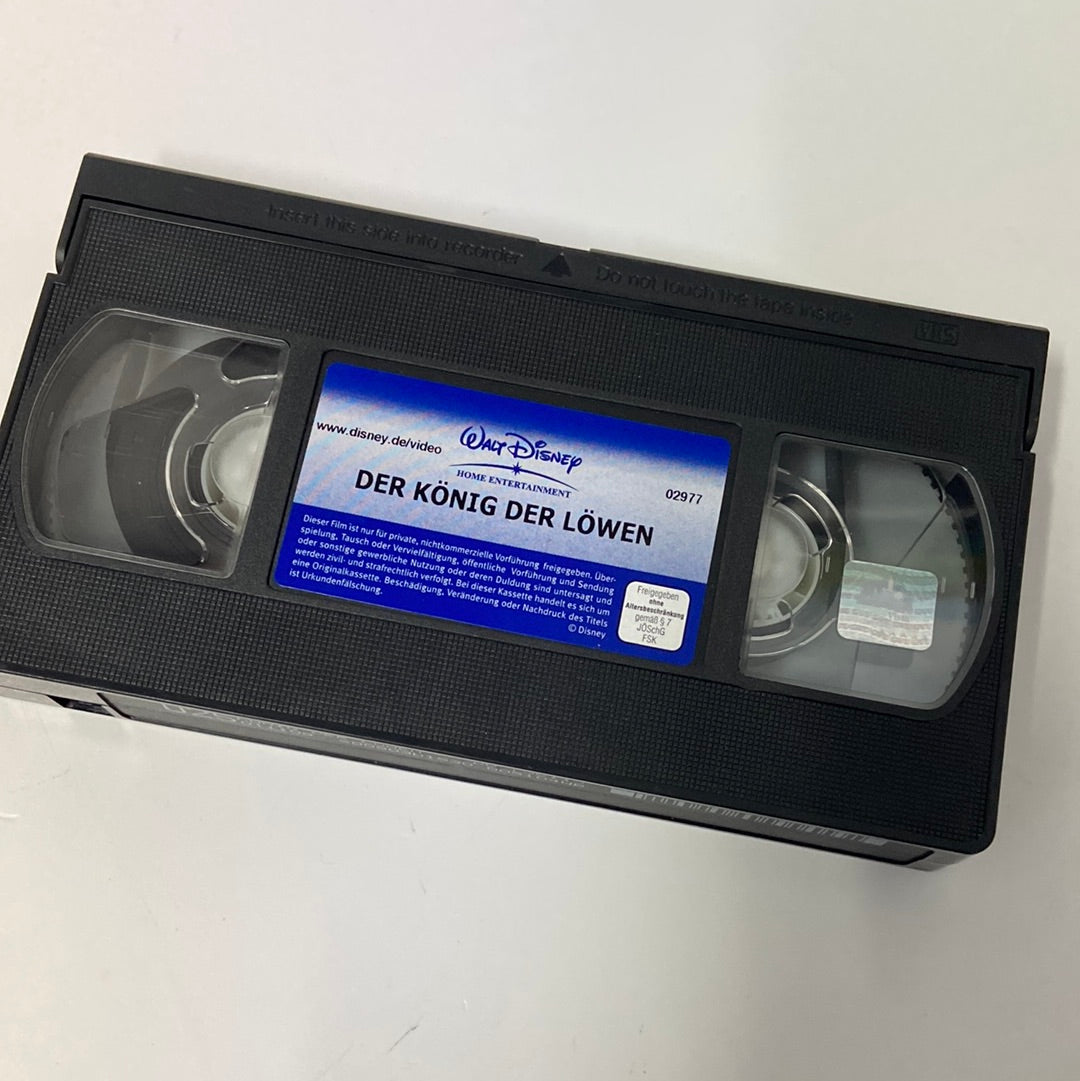 Insert this side into recorder
Do not touch the tape inside
VHS
www.disney.de/video
WALT DISNEY
HOME ENTERTAINMENT
02977
DER KÖNIG DER LÖWEN
Dieser Film ist nur für private, nichtkommerzielle Vorführung freigegeben. Über-
spielung, Tausch oder Vervielfältigung, öffentliche Vorführung und Sendung
oder sonstige gewerbliche Nutzung oder deren Duldung sind untersagt und
werden zivil- und strafrechtlich verfolgt. Bei dieser Kassette handelt es sich um
eine Originalkassette. Beschädigung, Veränderung oder Nachdruck des Titels
ist Urkundenfälschung.
© Disney
Freigegeben
ohne
Altersbeschränkung
gemäß § 7
JÖSchG
FSK